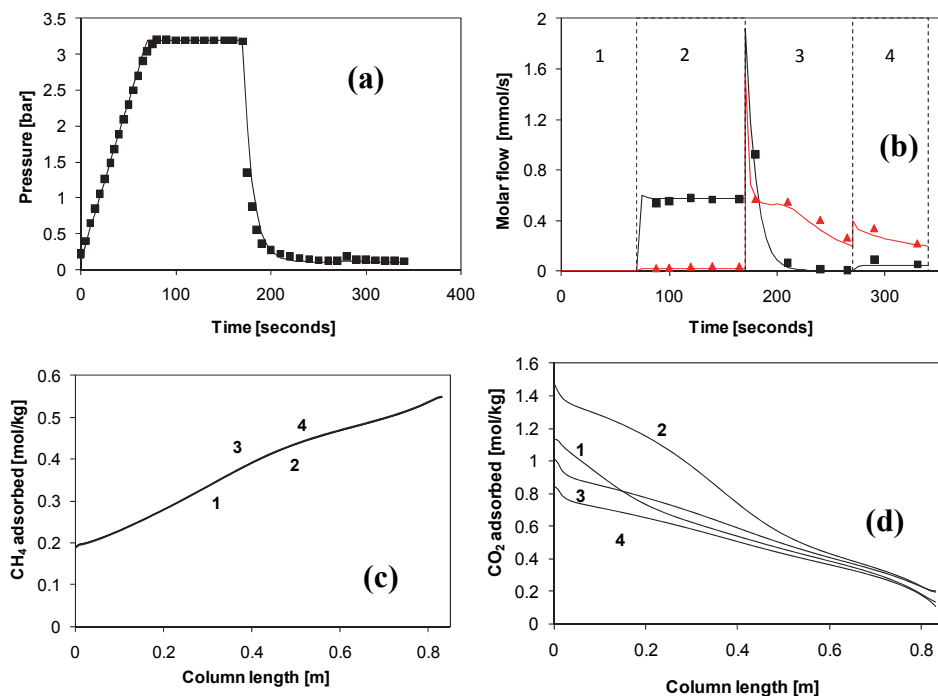 3.5
3
2.5
2
1.5
1
0.5
0
0 100 200 300 400
Pressure [bar]
Time [seconds]
(a)
2
1.6
1.2
0.8
0.4
0
0 100 200 300
Molar flow [mmol/s]
Time [seconds]
1 2 3 4
(b)
0.6
0.5
0.4
0.3
0.2
0.1
0
0 0.2 0.4 0.6 0.8
CH4 adsorbed [mol/kg]
Column length [m]
3 4
1 2
(c)
1.8
1.6
1.4
1.2
1
0.8
0.6
0.4
0.2
0
0 0.2 0.4 0.6 0.8
CO2 adsorbed [mol/kg]
Column length [m]
2
1
3
4
(d)